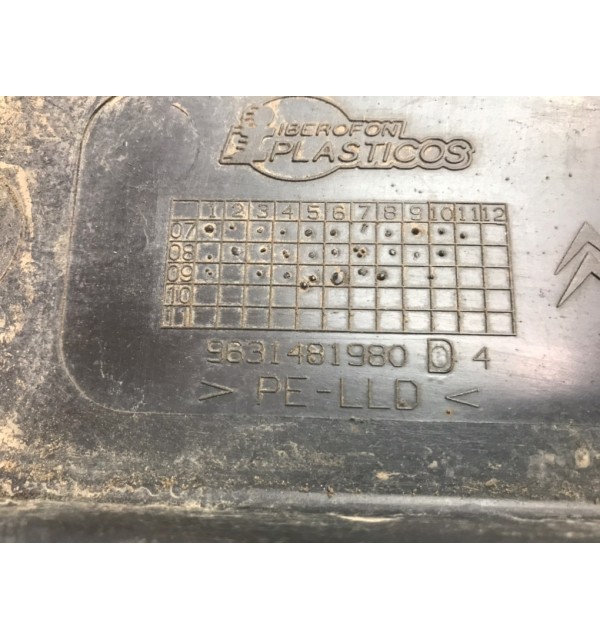 IBEROFON
PLASTICOS
1 2 3 4 5 6 7 8 9 10 11 12
07
08
09
10
11
9631481980 D 4
> PE-LLD <